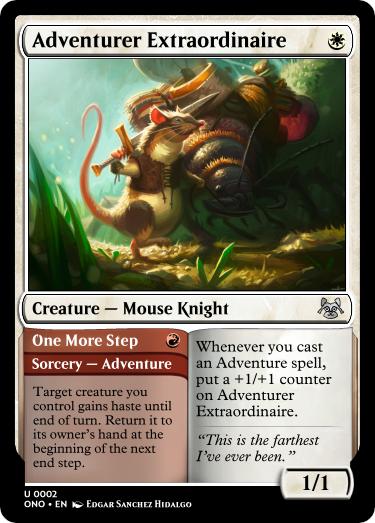 Adventurer Extraordinaire
Creature — Mouse Knight
One More Step
Sorcery — Adventure
Target creature you
control gains haste until
end of turn. Return it to
its owner's hand at the
beginning of the next
end step.
Whenever you cast
an Adventure spell,
put a +1/+1 counter
on Adventurer
Extraordinaire.
“This is the farthest
I've ever been.”
1/1
U 0002
ONO • EN Edgar Sanchez Hidalgo